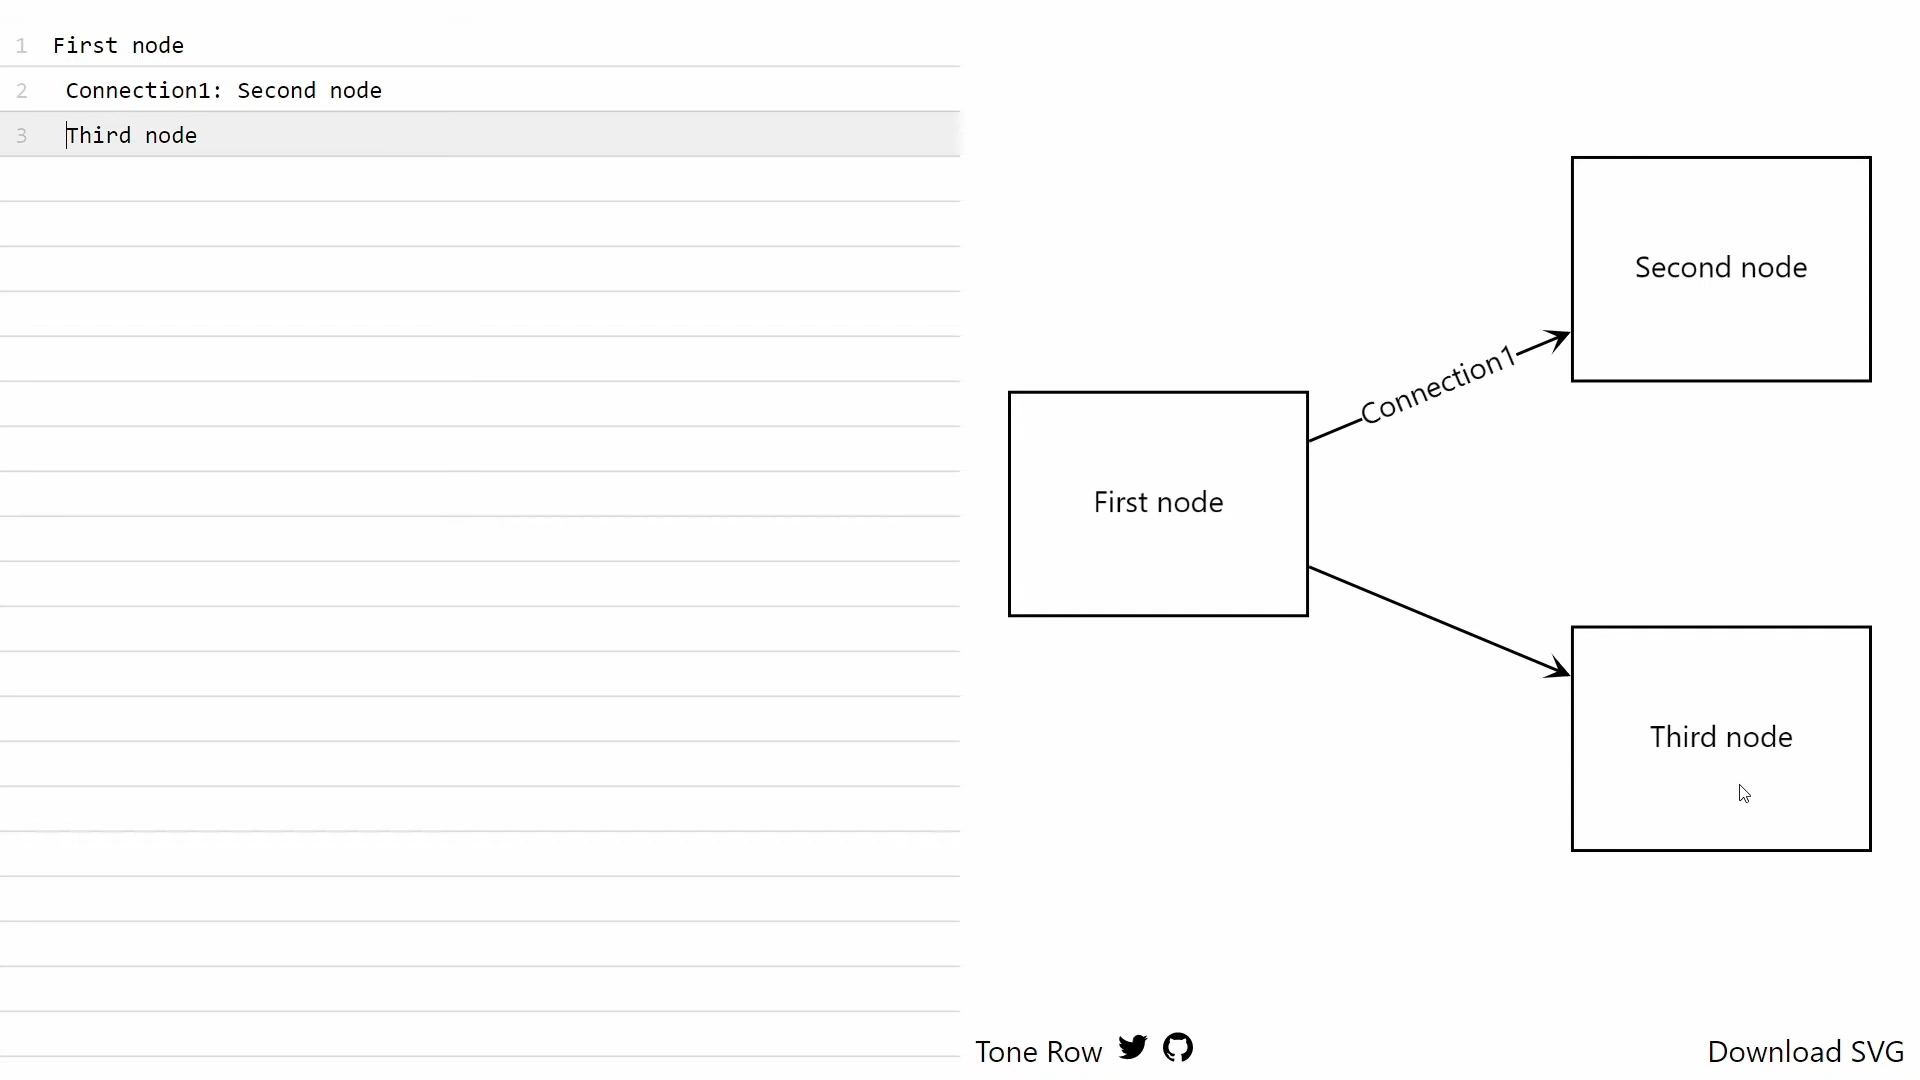 1 First node
2 Connection1: Second node
3 Third node
Second node
Connection1
First node
Third node
Tone Row
Download SVG